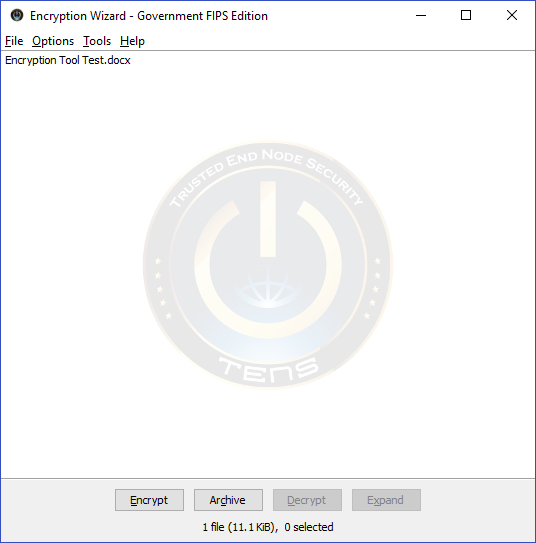 Encryption Wizard - Government FIPS Edition
File Options Tools Help
Encryption Tool Test.docx
TRUSTED END NODE SECURITY
TENS
Encrypt Archive Decrypt Expand
1 file (11.1 KiB), 0 selected